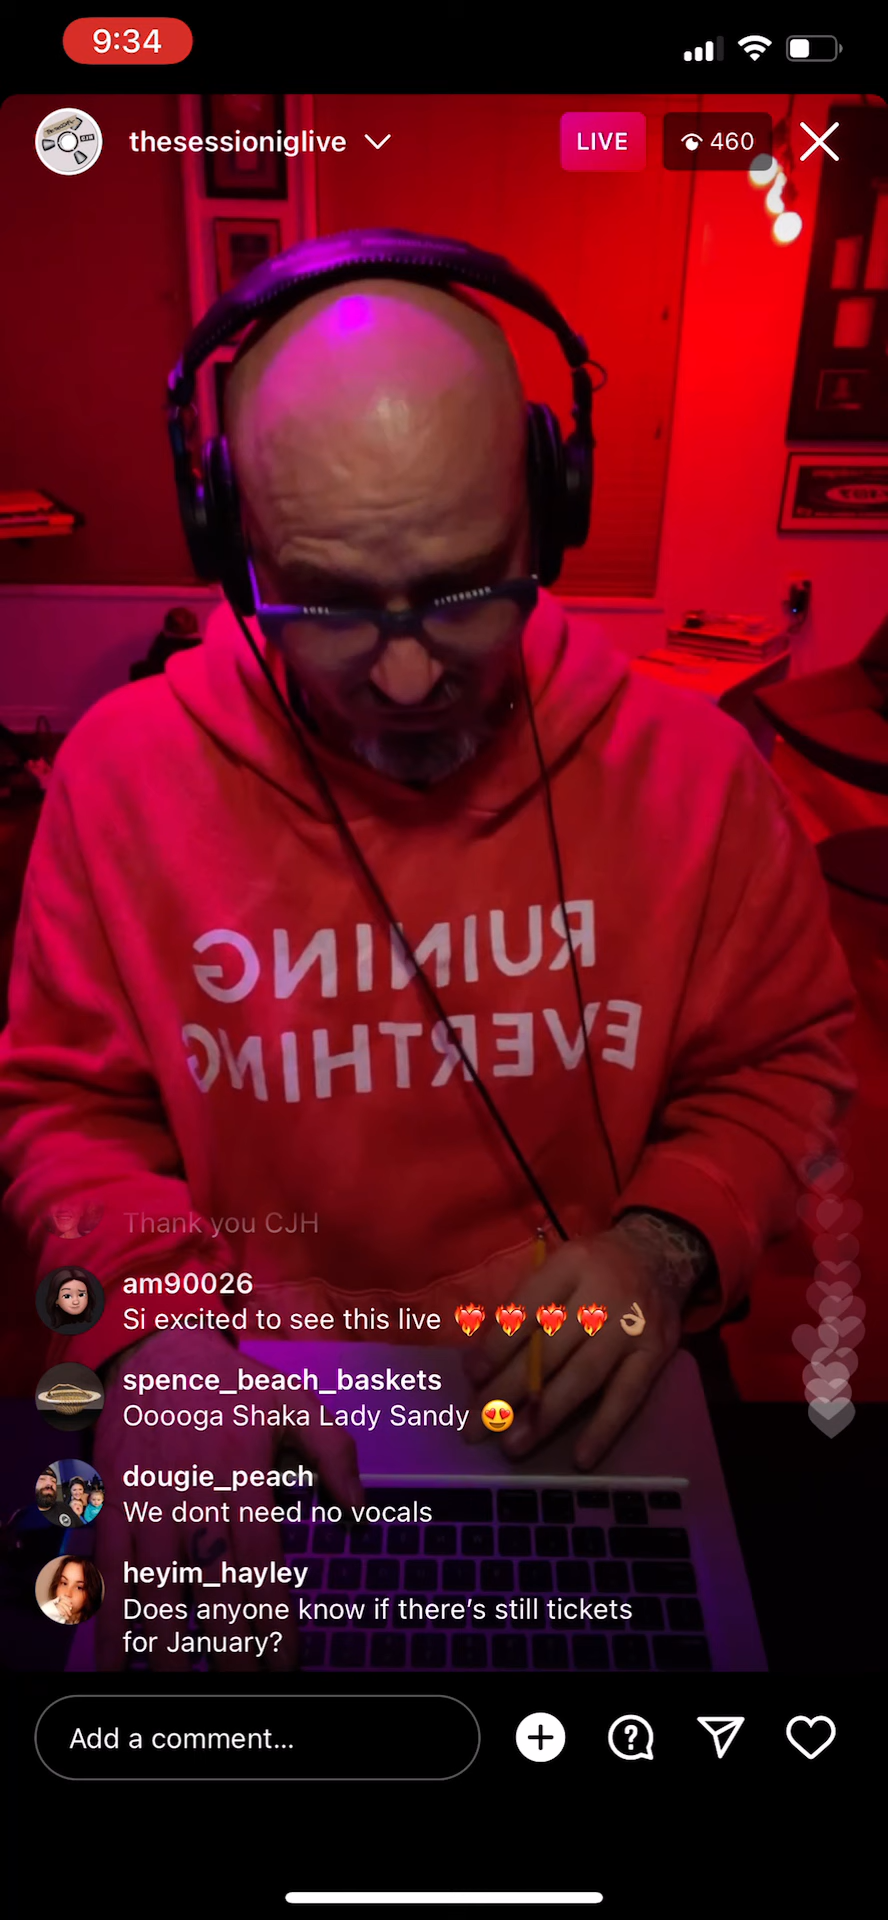 9:34
thesessioniglive
LIVE
460
RUINING
EVERYTHING
Thank you CJH
am90026
Si excited to see this live ❤️‍🔥 ❤️‍🔥 ❤️‍🔥 ❤️‍🔥 👌🏼
spence_beach_baskets
Ooooga Shaka Lady Sandy 😍
dougie_peach
We dont need no vocals
heyim_hayley
Does anyone know if there’s still tickets
for January?
Add a comment...